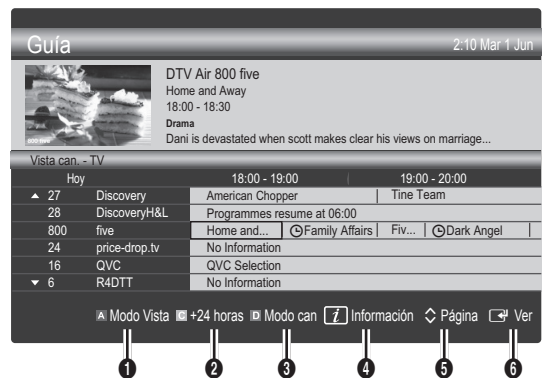 Guía 2:10 Mar 1 Jun
DTV Air 800 five
Home and Away
18:00 - 18:30
Drama
Dani is devastated when scott makes clear his views on marriage...
800 five
Vista can. - TV
Hoy 18:00 - 19:00 19:00 - 20:00
▲ 27 Discovery American Chopper Tine Team
28 DiscoveryH&L Programmes resume at 06:00
800 five Home and... Family Affairs Fiv... Dark Angel
24 price-drop.tv No Information
16 QVC QVC Selection
▼ 6 R4DTT No Information
A Modo Vista C +24 horas D Modo can i Información Página Ver
1 2 3 4 5 6